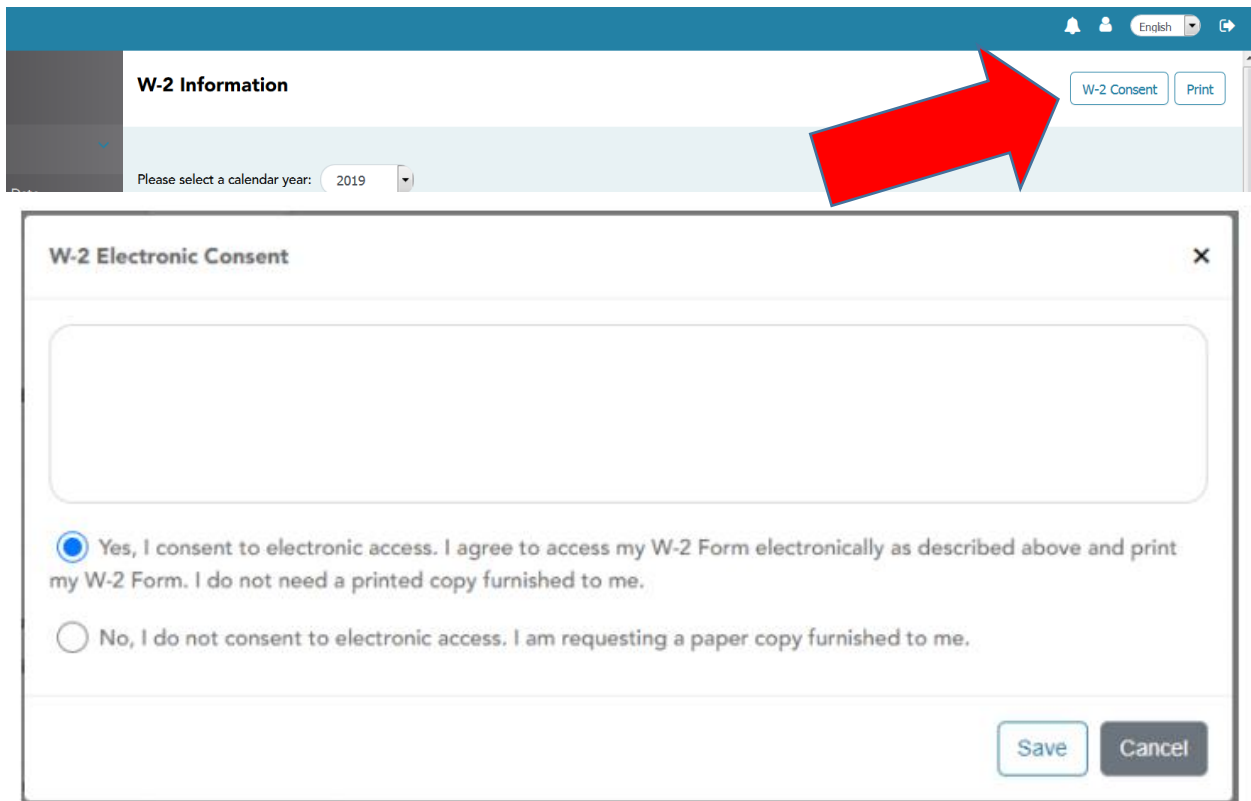 English
W-2 Information
W-2 Consent
Print
Please select a calendar year: 2019
W-2 Electronic Consent
Yes, I consent to electronic access. I agree to access my W-2 Form electronically as described above and print
my W-2 Form. I do not need a printed copy furnished to me.
No, I do not consent to electronic access. I am requesting a paper copy furnished to me.
Save
Cancel